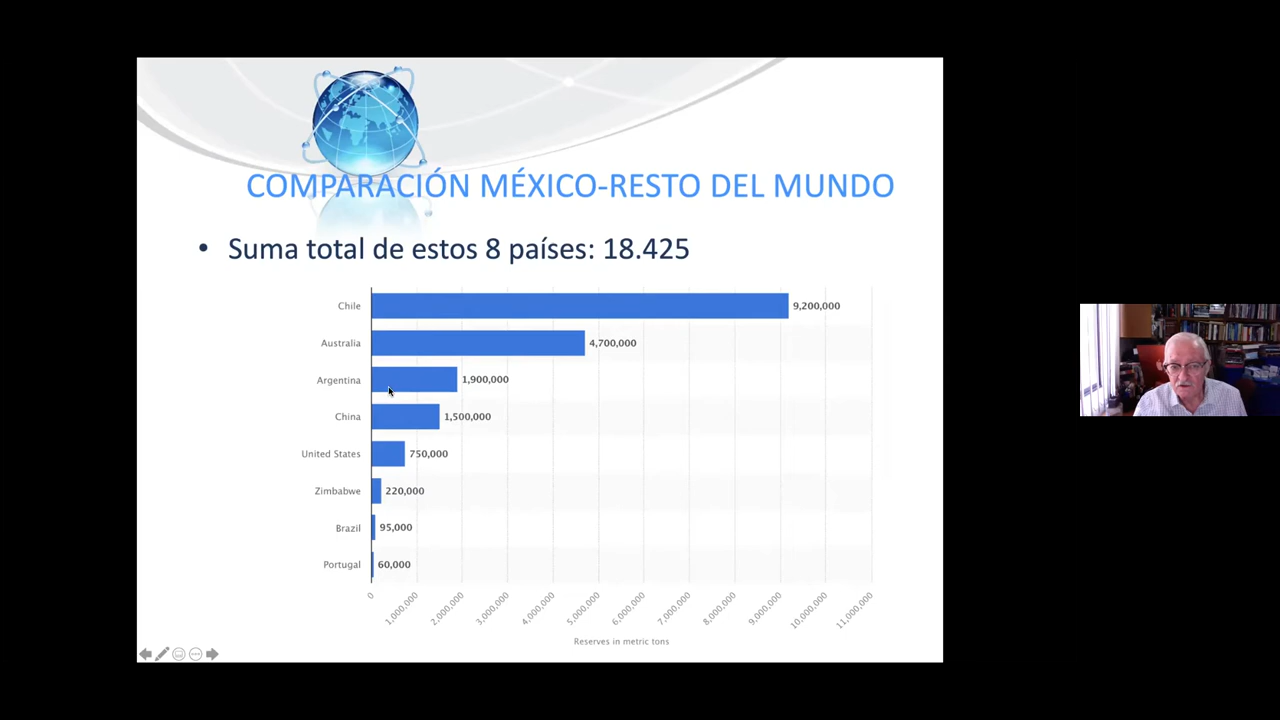 COMPARACIÓN MÉXICO-RESTO DEL MUNDO
• Suma total de estos 8 países: 18.425
Chile 9,200,000
Australia 4,700,000
Argentina 1,900,000
China 1,500,000
United States 750,000
Zimbabwe 220,000
Brazil 95,000
Portugal 60,000
0 1,000,000 2,000,000 3,000,000 4,000,000 5,000,000 6,000,000 7,000,000 8,000,000 9,000,000 10,000,000 11,000,000
Reserves in metric tons